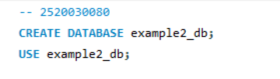 -- 2520030080
CREATE DATABASE example2_db;
USE example2_db;